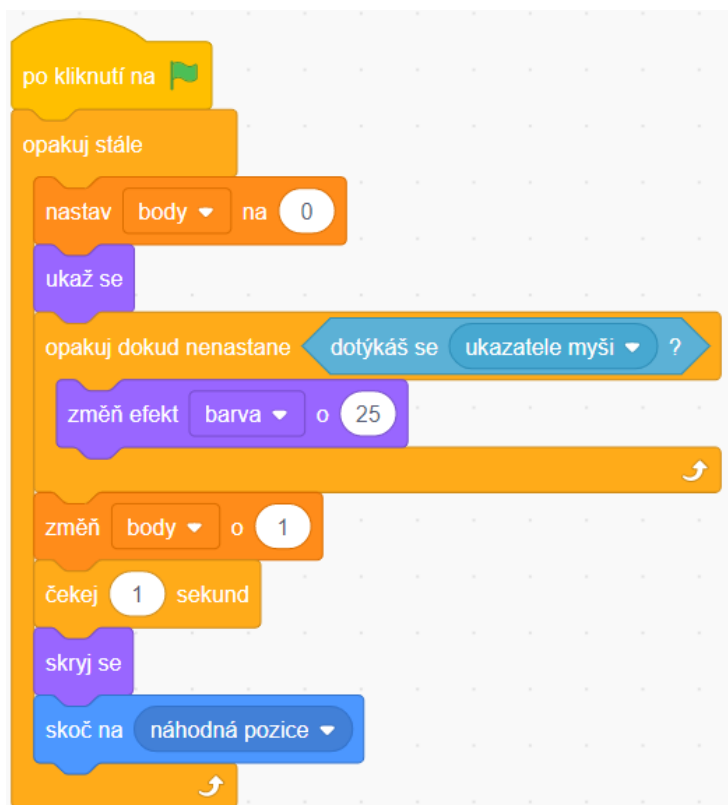 po kliknutí na
opakuj stále
nastav body na 0
ukaž se
opakuj dokud nenastane dotýkáš se ukazatele myši ?
změň efekt barva o 25
změň body o 1
čekej 1 sekund
skryj se
skoč na náhodná pozice